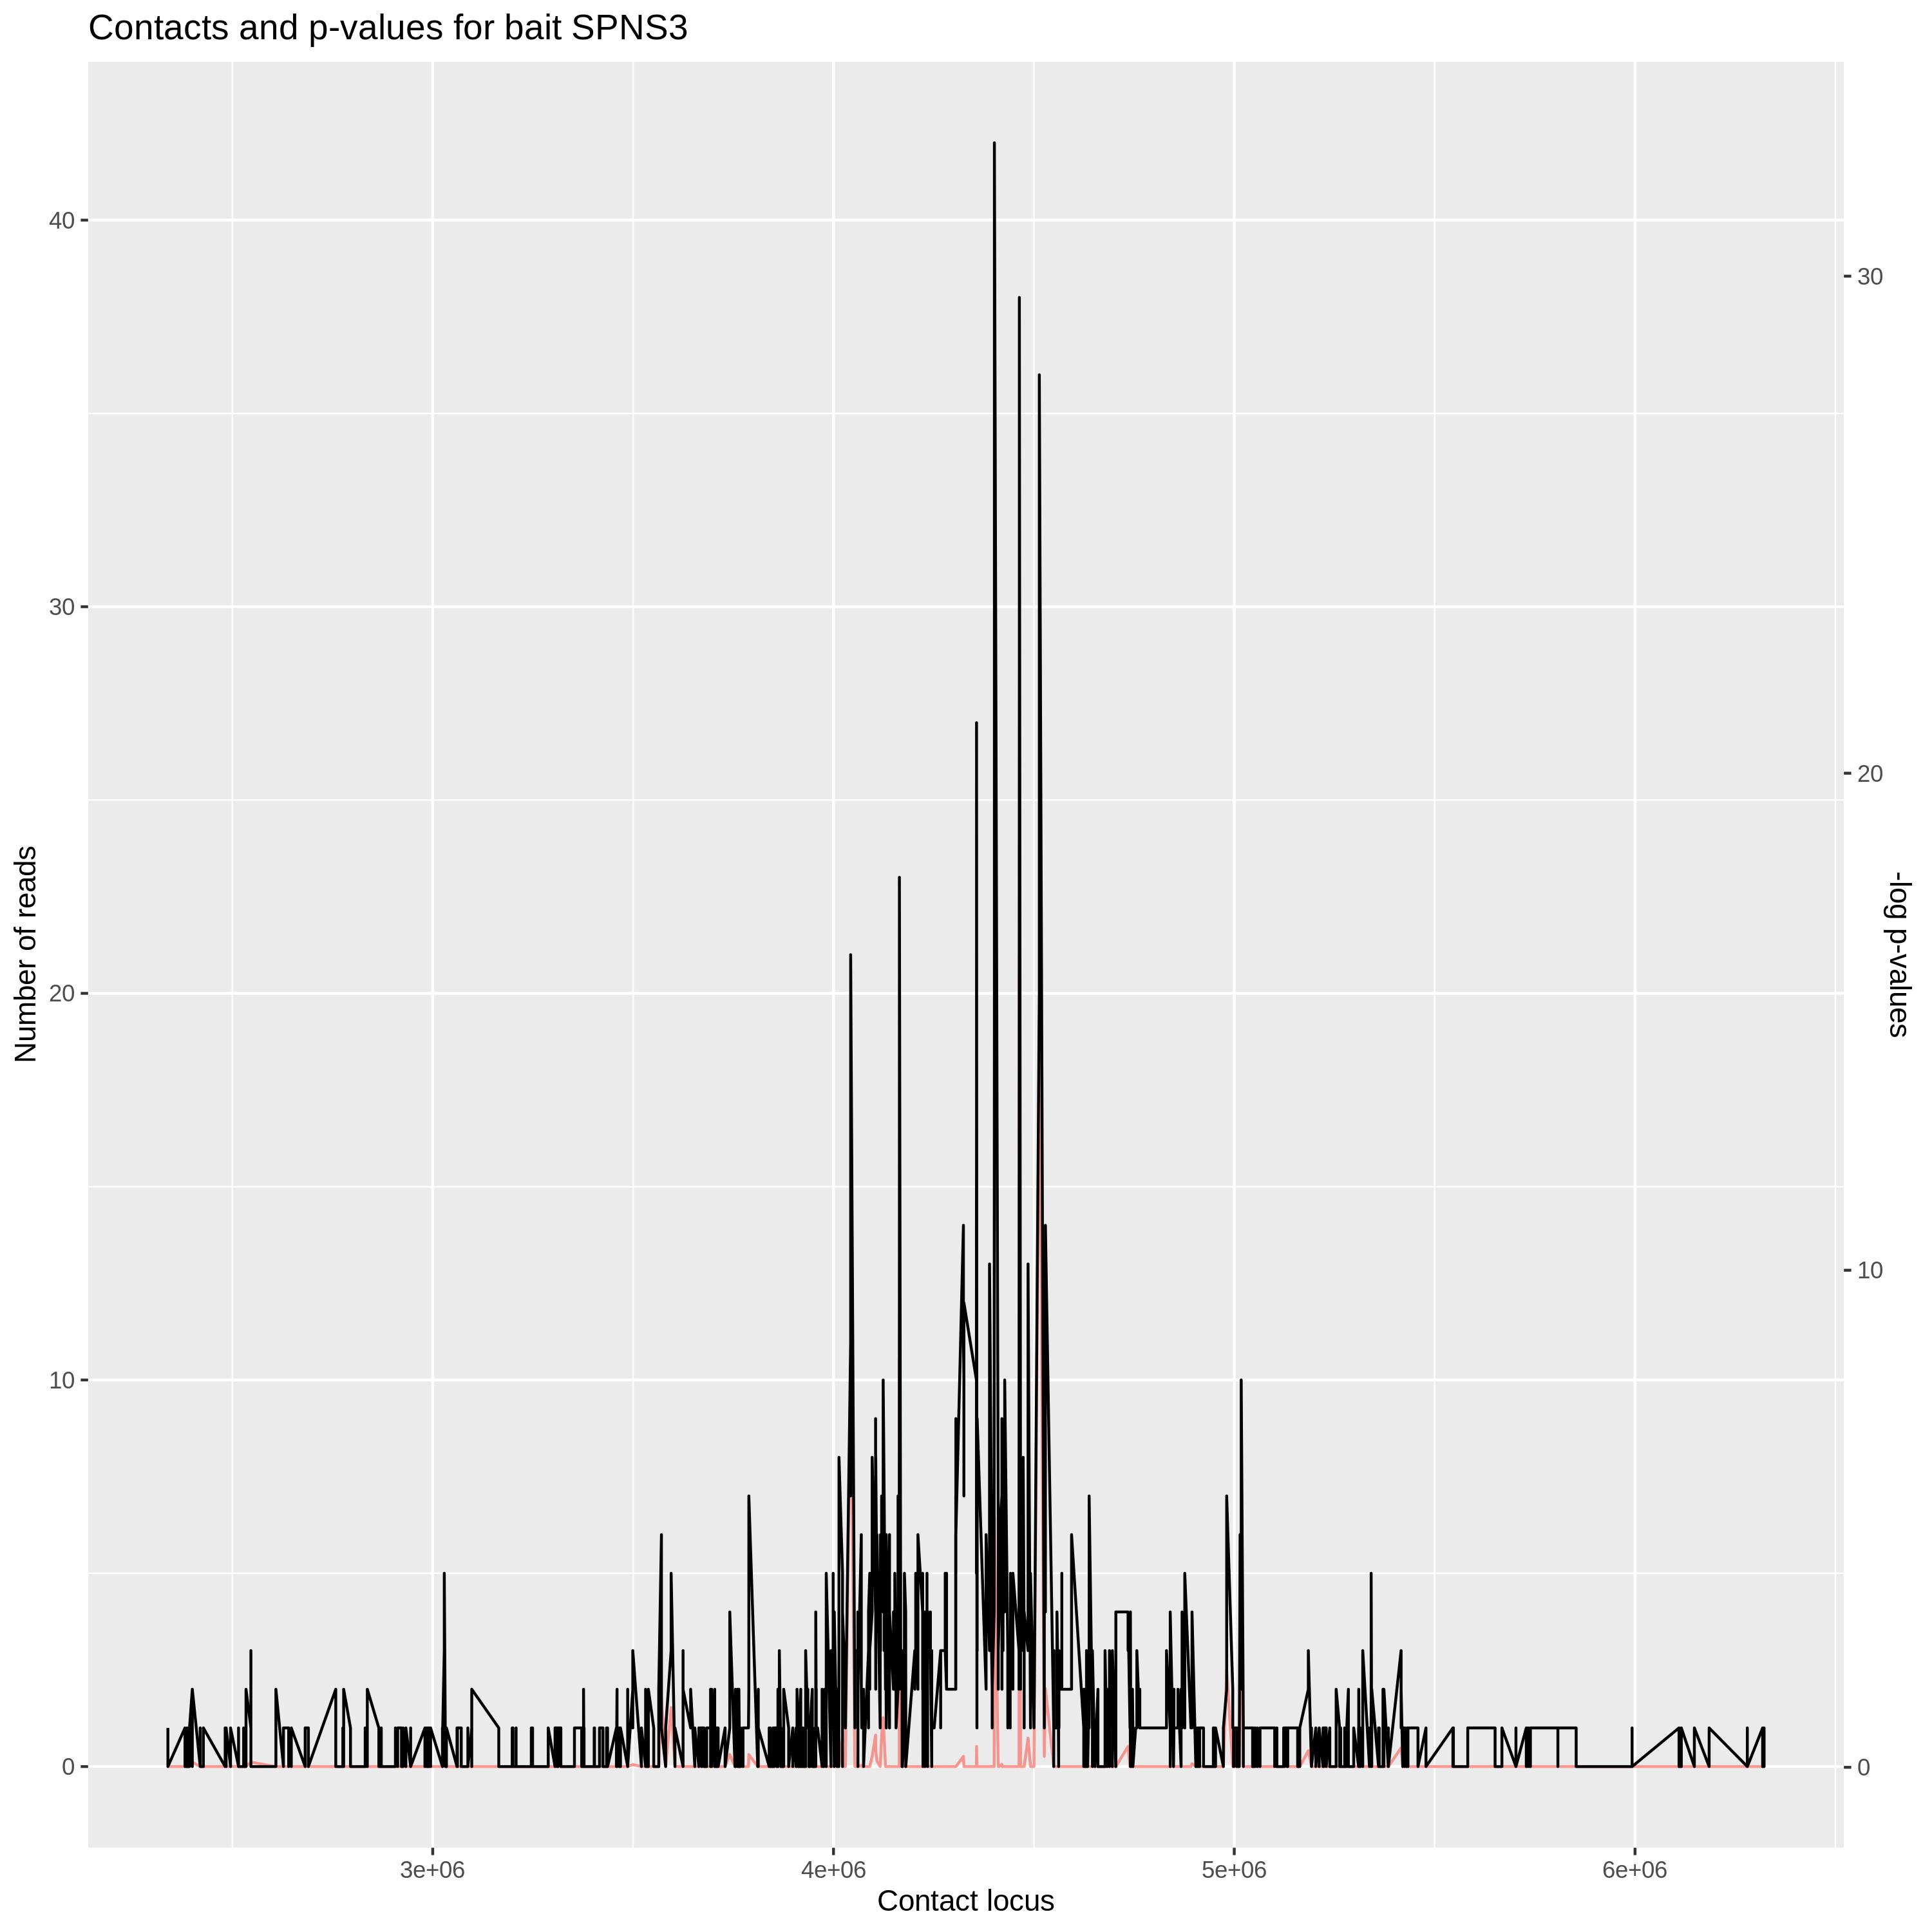 Contacts and p-values for bait SPNS3
40
30
20
10
0
Number of reads
30
20
10
0
-log p-values
3e+06
4e+06
5e+06
6e+06
Contact locus